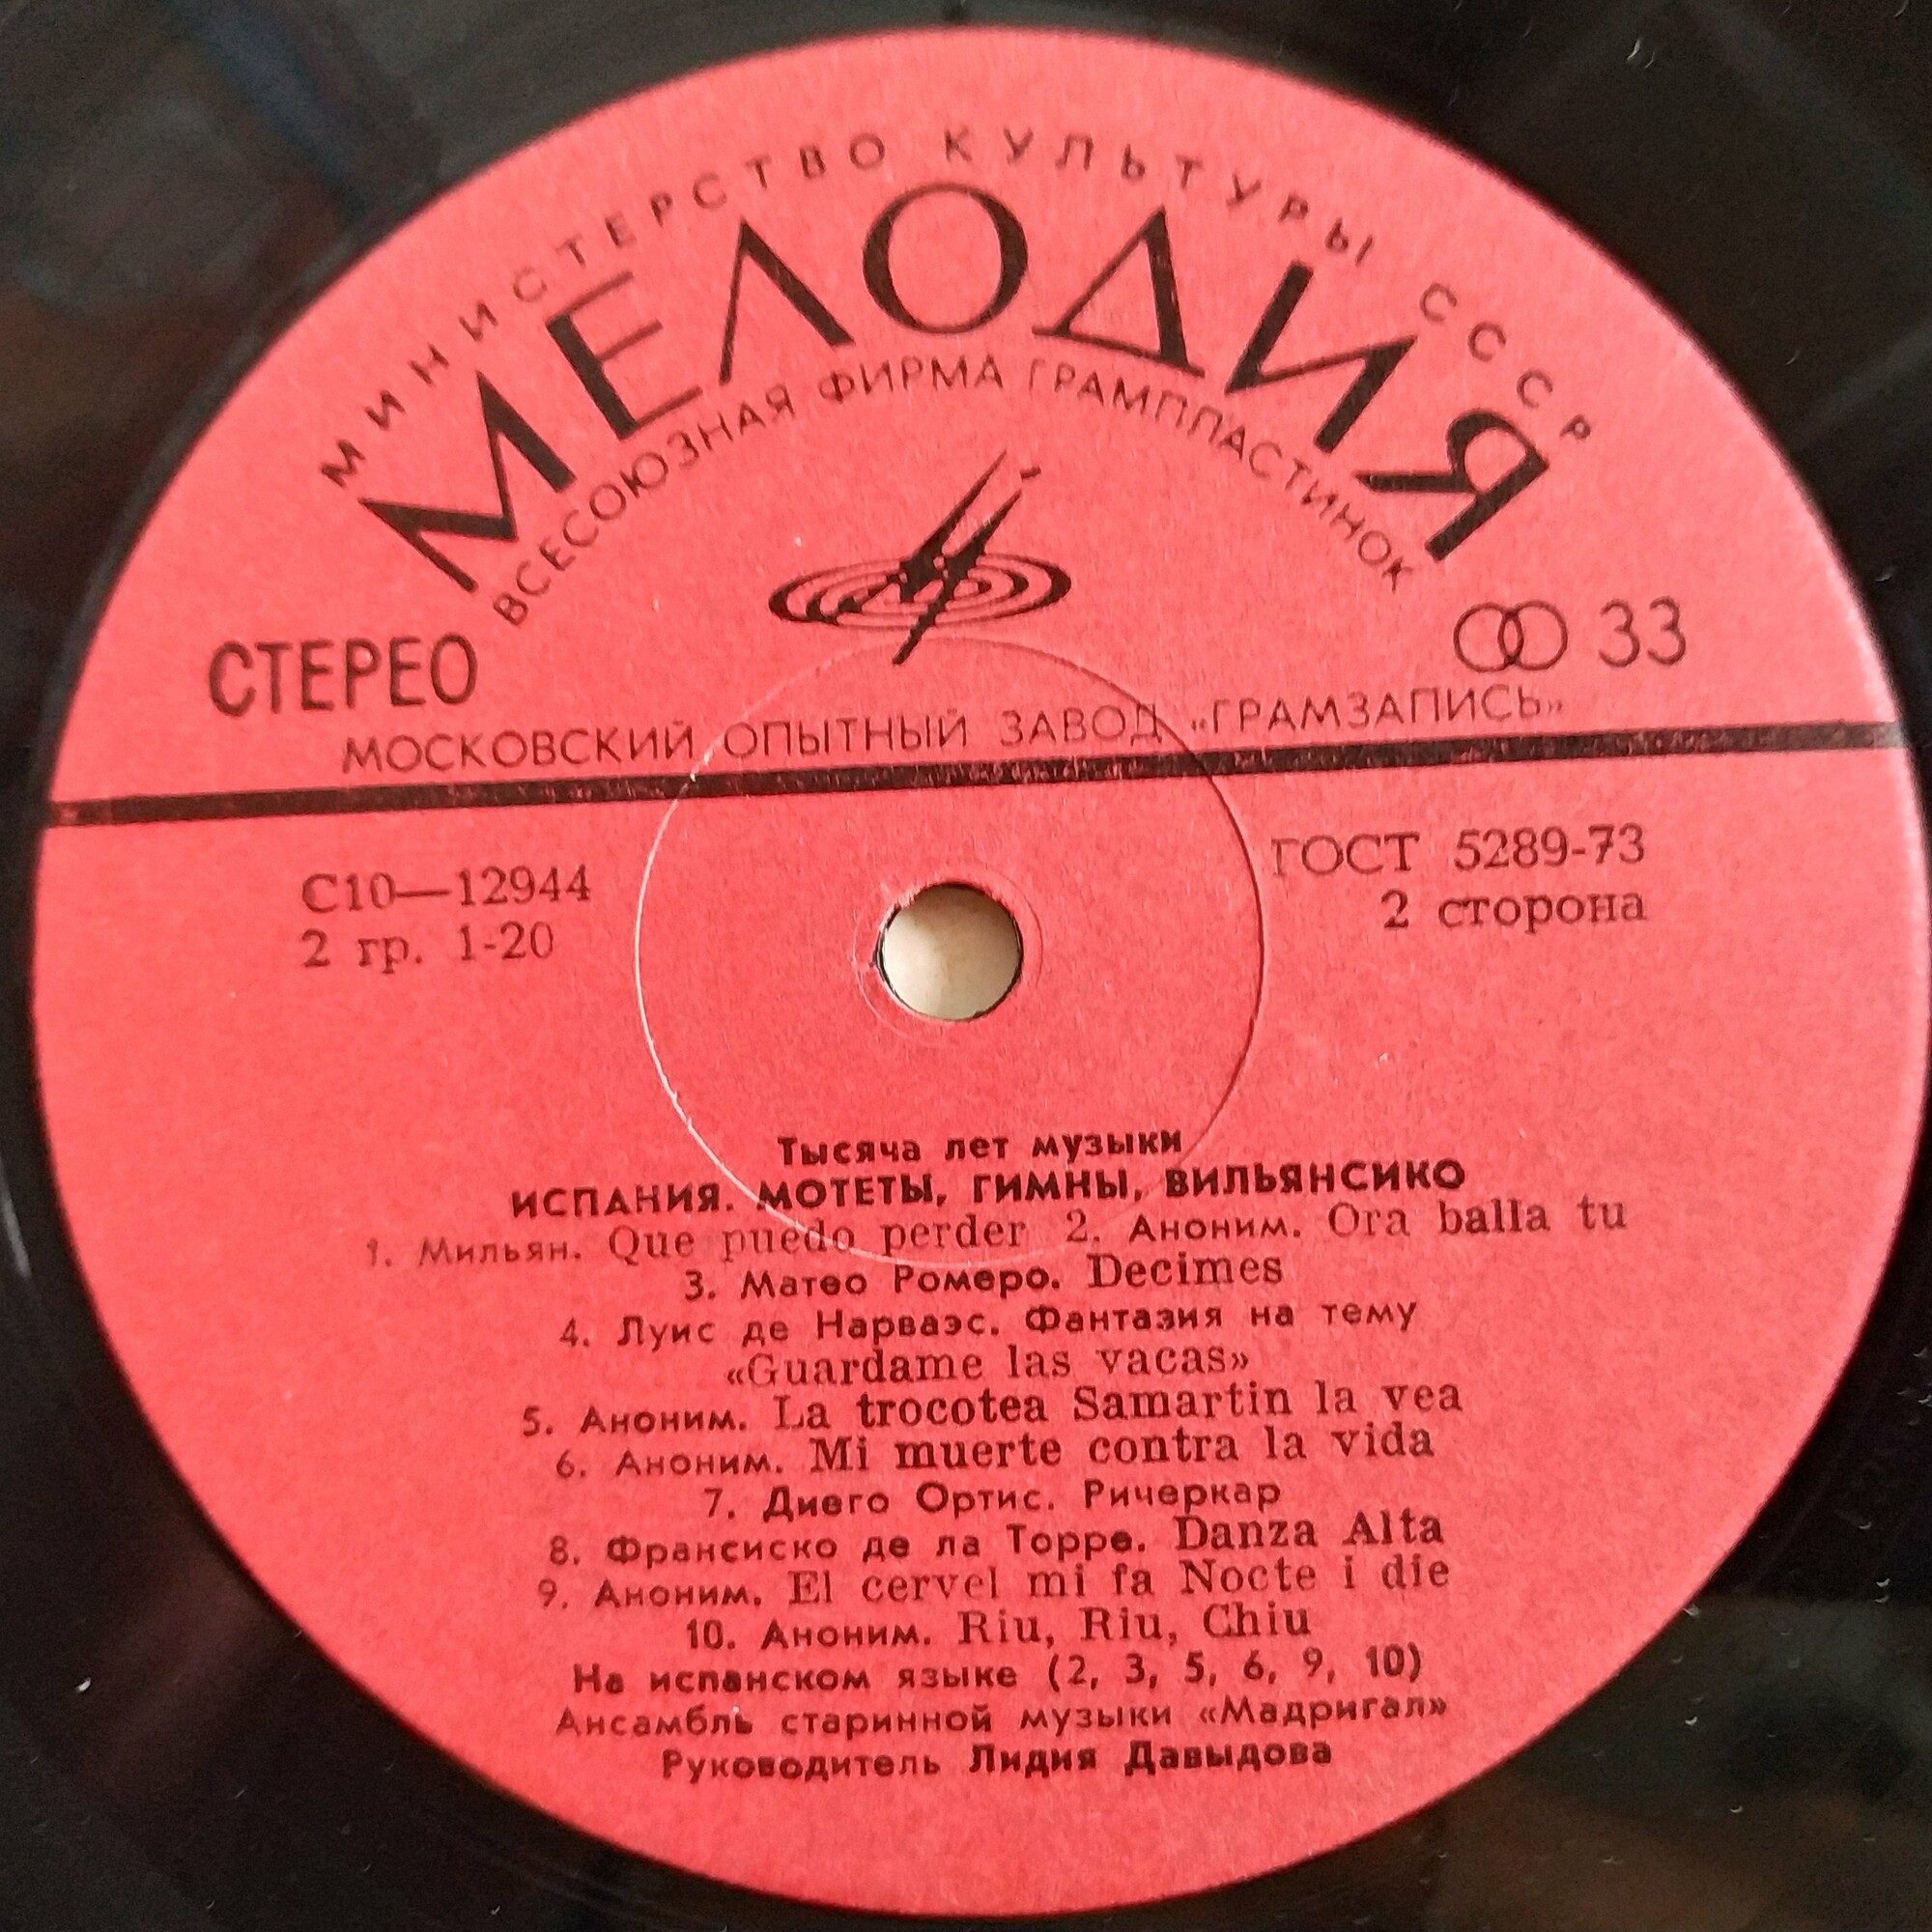 МИНИСТЕРСТВО КУЛЬТУРЫ СССР
МЕЛОДИЯ
ВСЕСОЮЗНАЯ ФИРМА ГРАМПЛАСТИНОК
СТЕРЕО
33
МОСКОВСКИЙ ОПЫТНЫЙ ЗАВОД «ГРАМЗАПИСЬ»
С10—12944
2 гр. 1-20
ГОСТ 5289-73
2 сторона
Тысяча лет музыки
ИСПАНИЯ. МОТЕТЫ, ГИМНЫ, ВИЛЬЯНСИКО
1. Мильян. Que puedo perder 2. Аноним. Ora balla tu
3. Матео Ромеро. Decimes
4. Луис де Нарваэс. Фантазия на тему
«Guardame las vacas»
5. Аноним. La trocotea Samartin la vea
6. Аноним. Mi muerte contra la vida
7. Диего Ортис. Ричеркар
8. Франсиско де ла Торре. Danza Alta
9. Аноним. El cervel mi fa Nocte i die
10. Аноним. Riu, Riu, Chiu
На испанском языке (2, 3, 5, 6, 9, 10)
Ансамбль старинной музыки «Мадригал»
Руководитель Лидия Давыдова